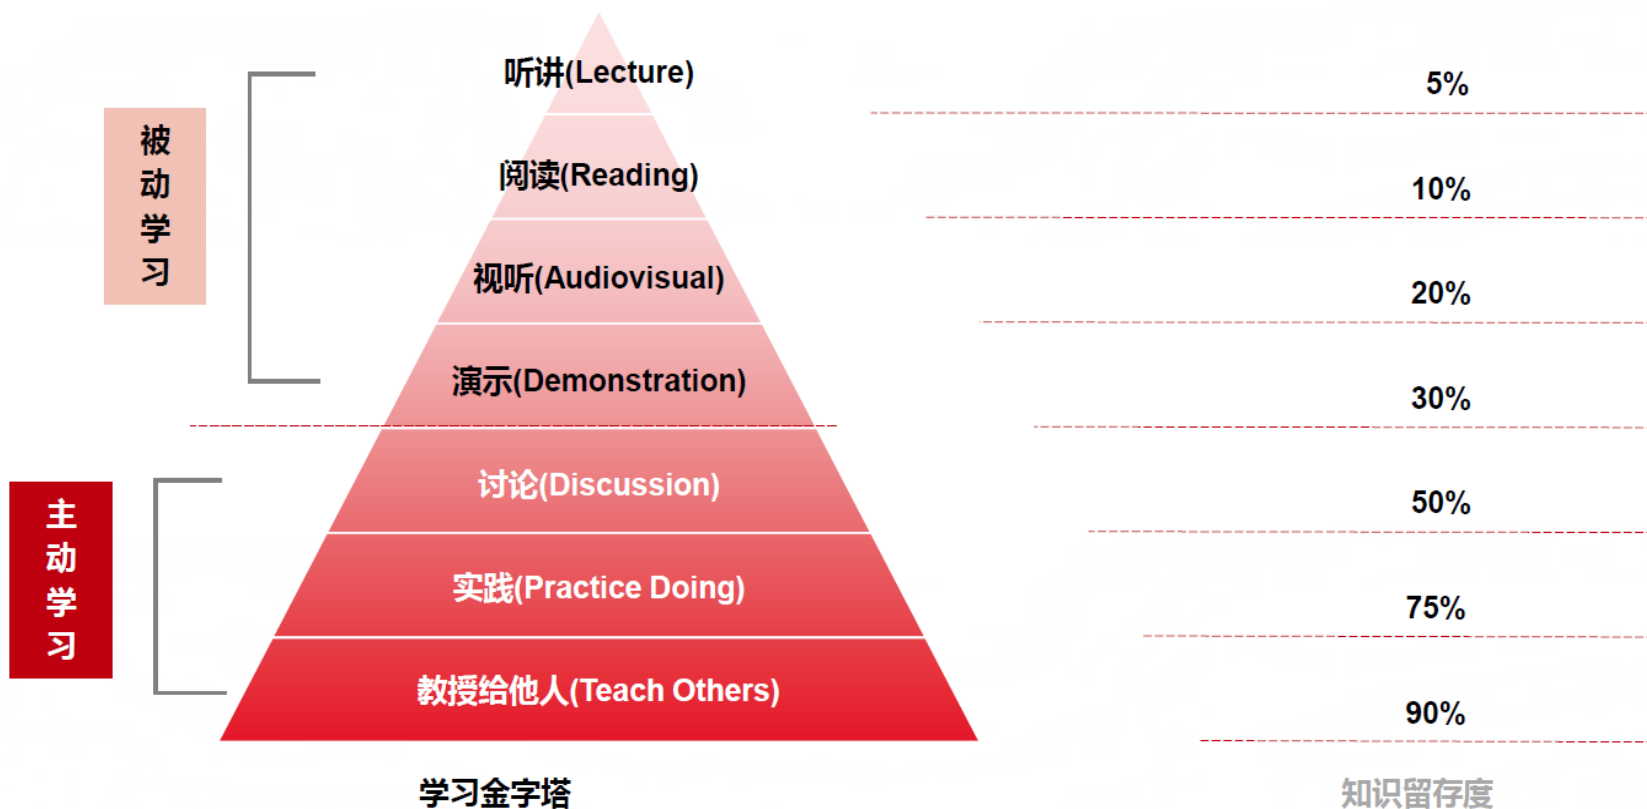 听讲(Lecture)
5%
被动学习
阅读(Reading)
10%
视听(Audiovisual)
20%
演示(Demonstration)
30%
主动学习
讨论(Discussion)
50%
实践(Practice Doing)
75%
教授给他人(Teach Others)
90%
学习金字塔
知识留存度